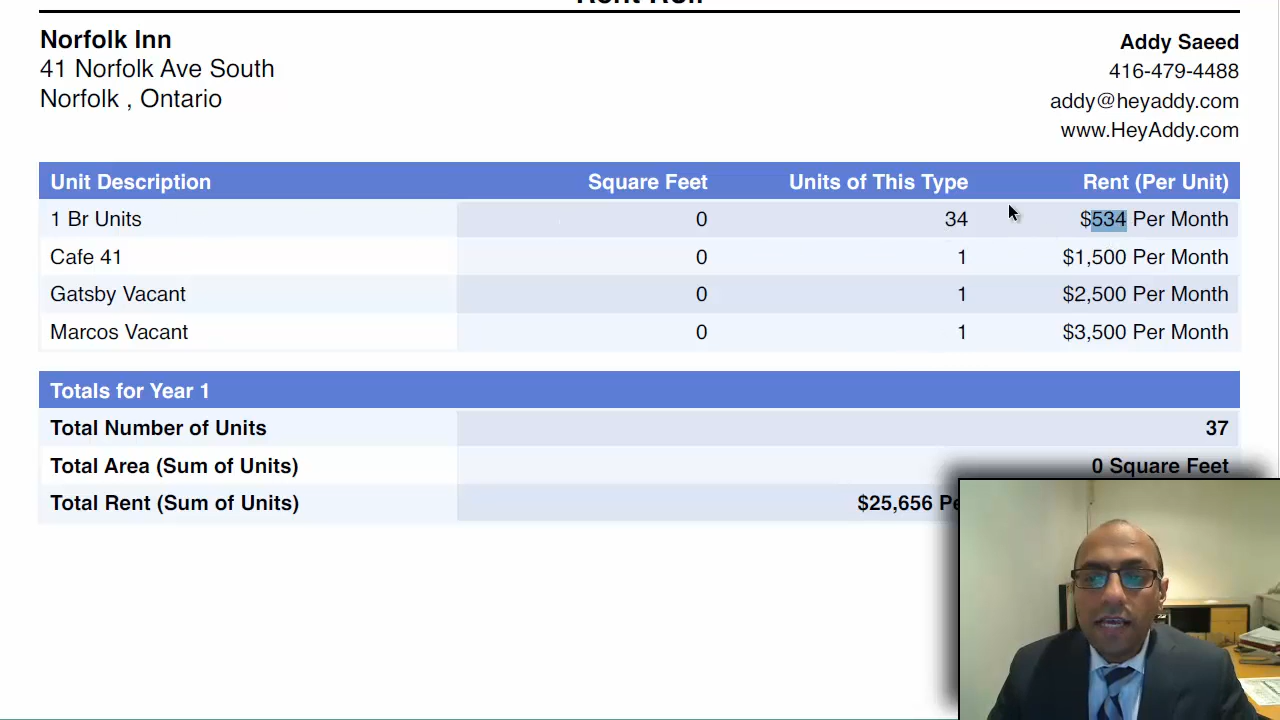 Rent Roll
Norfolk Inn
41 Norfolk Ave South
Norfolk , Ontario
Addy Saeed
416-479-4488
addy@heyaddy.com
www.HeyAddy.com
Unit Description Square Feet Units of This Type Rent (Per Unit)
1 Br Units 0 34 $534 Per Month
Cafe 41 0 1 $1,500 Per Month
Gatsby Vacant 0 1 $2,500 Per Month
Marcos Vacant 0 1 $3,500 Per Month
Totals for Year 1
Total Number of Units 37
Total Area (Sum of Units) 0 Square Feet
Total Rent (Sum of Units) $25,656